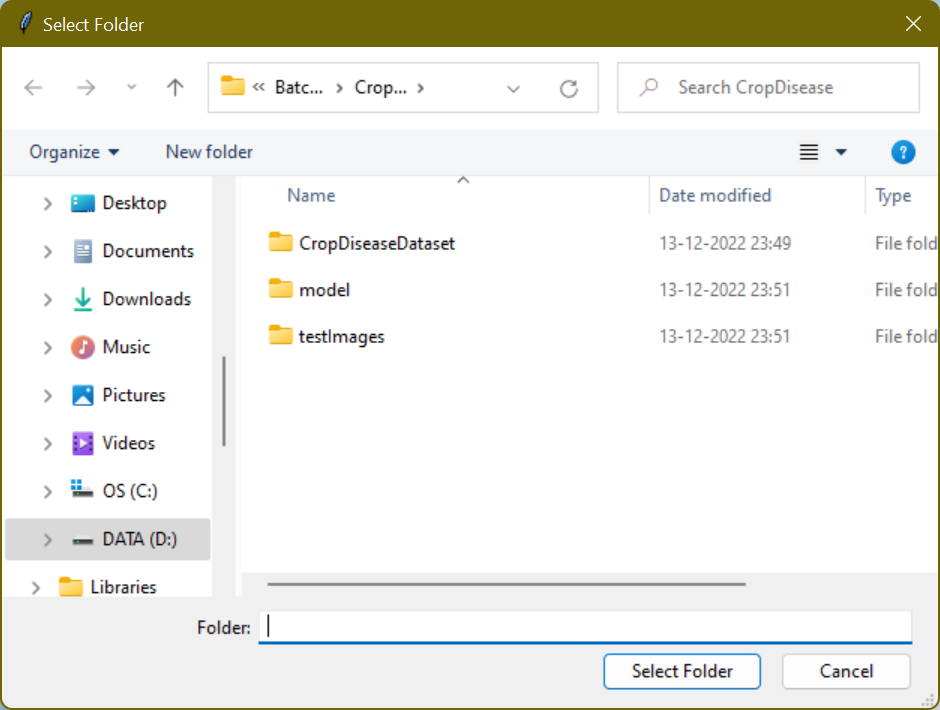 Select Folder
« Batc... › Crop... ›
Search CropDisease
Organize
New folder
?
Name
Date modified
Type
Desktop
Documents
Downloads
Music
Pictures
Videos
OS (C:)
DATA (D:)
Libraries
CropDiseaseDataset 13-12-2022 23:49 File fold
model 13-12-2022 23:51 File fold
testImages 13-12-2022 23:51 File fold
Folder:
Select Folder
Cancel